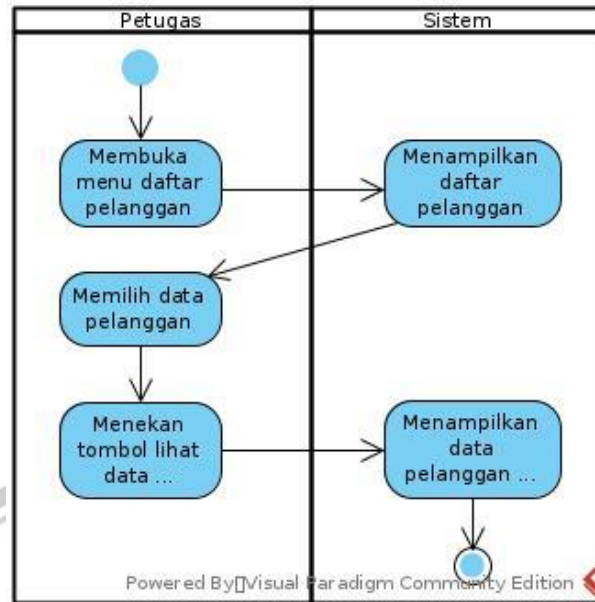 Petugas
Sistem
Membuka
menu daftar
pelanggan
Menampilkan
daftar
pelanggan
Memilih data
pelanggan
Menekan
tombol lihat
data ...
Menampilkan
data
pelanggan ...
Powered By▯Visual Paradigm Community Edition